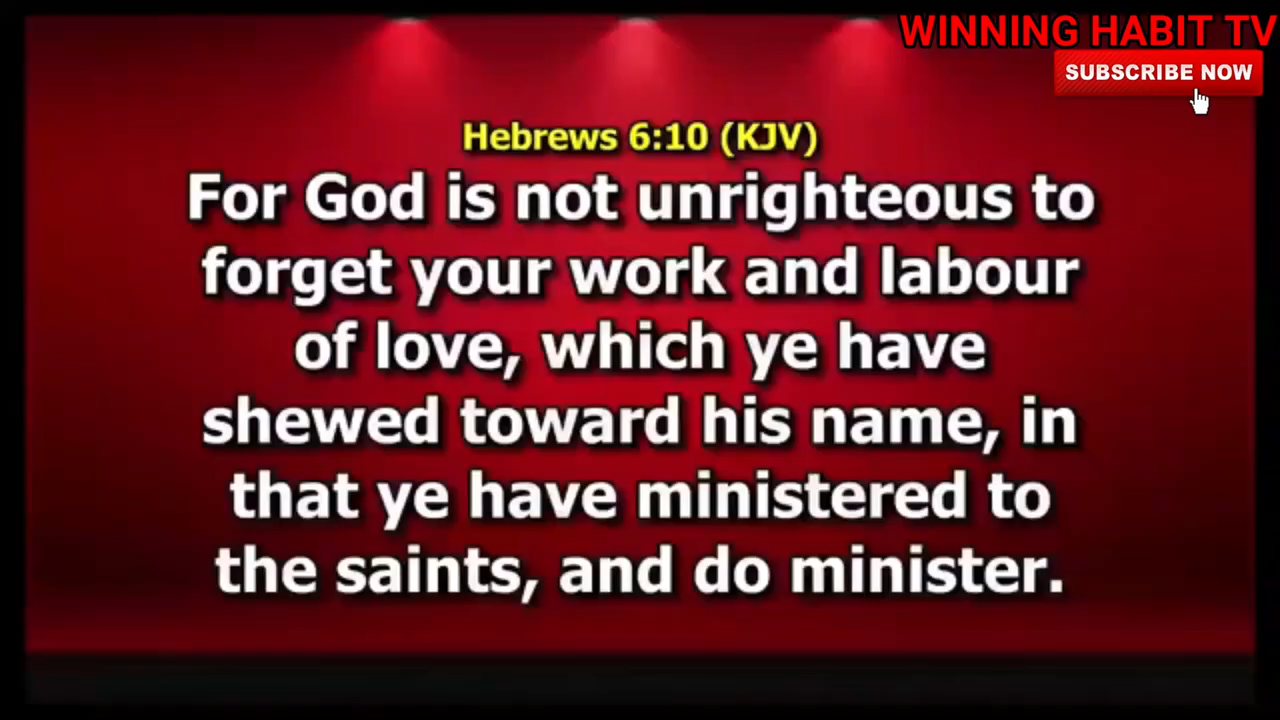 WINNING HABIT TV
SUBSCRIBE NOW
Hebrews 6:10 (KJV)
For God is not unrighteous to
forget your work and labour
of love, which ye have
shewed toward his name, in
that ye have ministered to
the saints, and do minister.